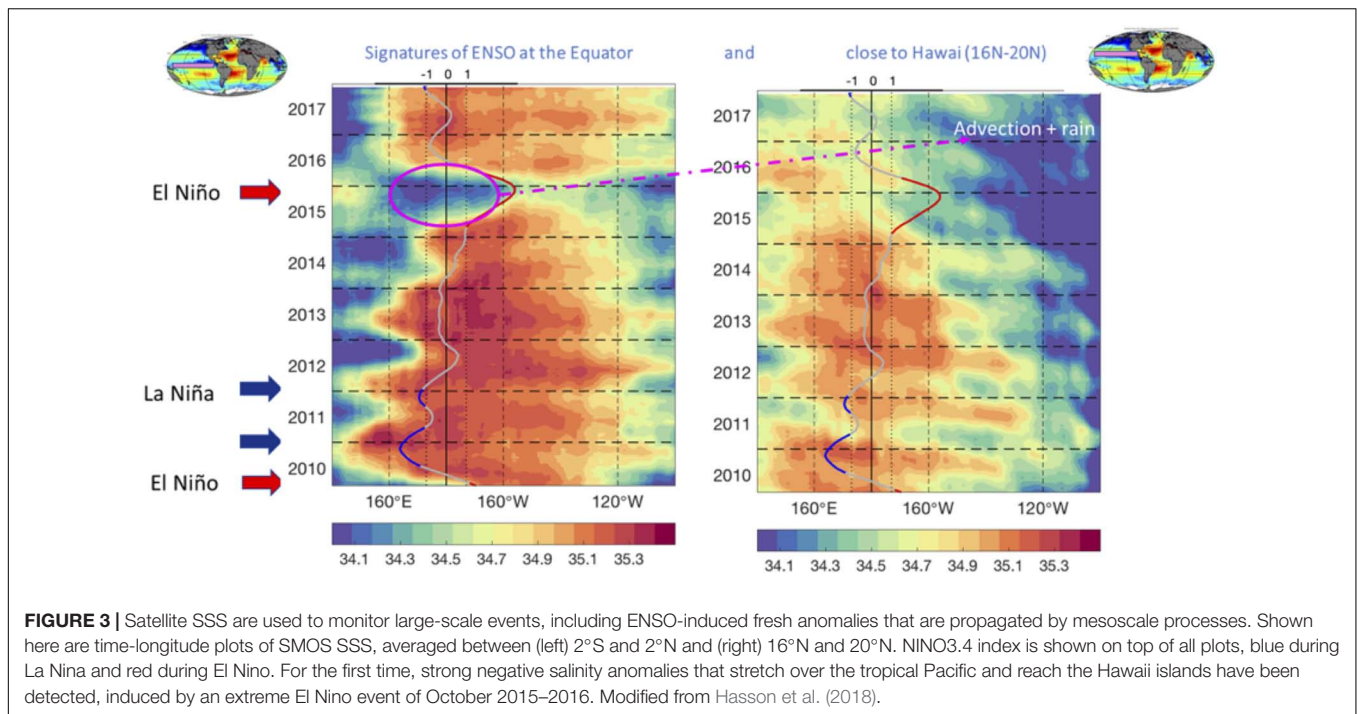 Signatures of ENSO at the Equator and close to Hawai (16N-20N)
-1 0 1
-1 0 1
2017
2016
2015
2014
2013
2012
2011
2010
El Niño
La Niña
El Niño
160°E 160°W 120°W
34.1 34.3 34.5 34.7 34.9 35.1 35.3
2017
2016
2015
2014
2013
2012
2011
2010
Advection + rain
160°E 160°W 120°W
34.1 34.3 34.5 34.7 34.9 35.1 35.3
FIGURE 3 | Satellite SSS are used to monitor large-scale events, including ENSO-induced fresh anomalies that are propagated by mesoscale processes. Shown
here are time-longitude plots of SMOS SSS, averaged between (left) 2°S and 2°N and (right) 16°N and 20°N. NINO3.4 index is shown on top of all plots, blue during
La Nina and red during El Nino. For the first time, strong negative salinity anomalies that stretch over the tropical Pacific and reach the Hawaii islands have been
detected, induced by an extreme El Nino event of October 2015–2016. Modified from Hasson et al. (2018).